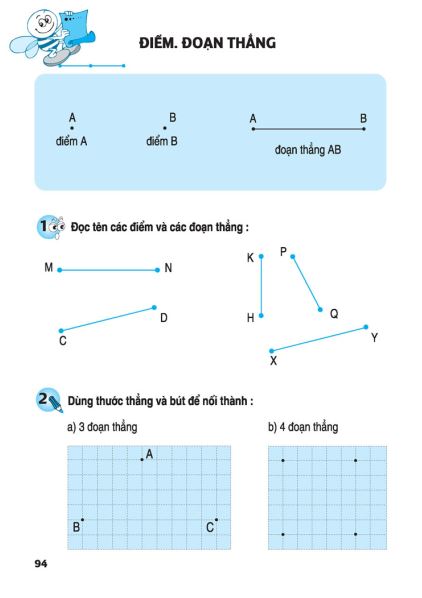 ĐIỂM. ĐOẠN THẲNG
A B A B
điểm A điểm B
đoạn thẳng AB
1 Đọc tên các điểm và các đoạn thẳng :
K P
M N
H Q
D
C Y
X
2 Dùng thước thẳng và bút để nối thành :
a) 3 đoạn thẳng b) 4 đoạn thẳng
A
B C
94